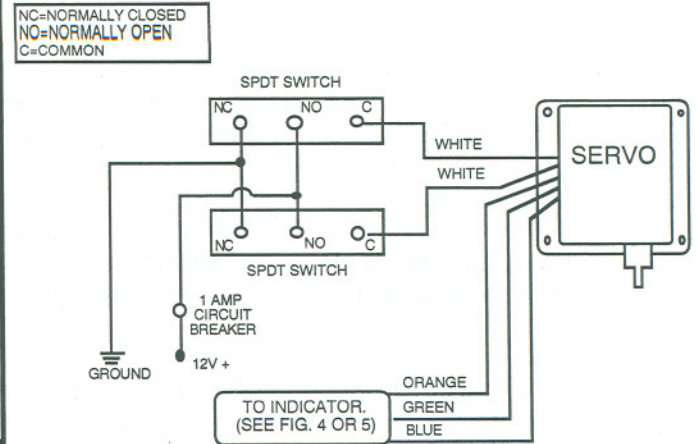 NC=NORMALLY CLOSED
NO=NORMALLY OPEN
C=COMMON
SPDT SWITCH
NC NO C
WHITE
SERVO
WHITE
NC NO C
SPDT SWITCH
1 AMP
CIRCUIT
BREAKER
12V +
GROUND
ORANGE
TO INDICATOR.
(SEE FIG. 4 OR 5)
GREEN
BLUE